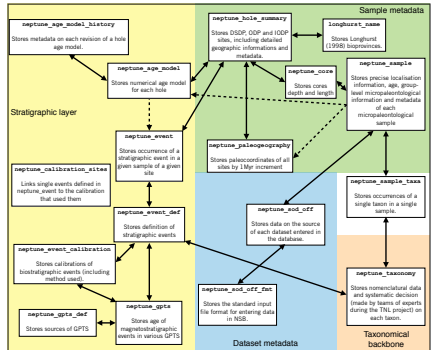 neptune_age_model_history
Stores metadata on each revision of a hole
age model.
neptune_age_model
Stores numerical age model
for each hole
Stratigraphic layer
neptune_event
Stores occurrence of a
stratigraphic event in a
given sample of a given
site
neptune_calibration_sites
Links single events defined in
neptune_event to the calibration
that used them
neptune_event_def
Stores definition of
stratigraphic events
neptune_event_calibration
Stores calibrations of
biostratigraphic events (including
method used).
neptune_gpts_def
Stores sources of GPTS
neptune_gpts
Stores age of
magnetostratigraphic
events in various GPTS
Sample metadata
neptune_hole_summary
Stores DSDP, ODP and IODP
sites, including detailed
geographic informations and
metadata.
longhurst_name
Stores Longhurst
(1998) bioprovinces.
neptune_core
Stores cores
depth and length
neptune_sample
Stores precise localisation
information, age, group-
level micropaleontological
information and metadata
of each
micropaleontological
sample
neptune_paleogeography
Stores paleocoordates of all
sites by 1Myr increment
neptune_sample_taxa
Stores occurrences of a
single taxon in a single
sample.
neptune_sod_off
Stores data on the source
of each dataset entered in
the database.
neptune_sod_off_fmt
Stores the standard input
file format for entering data
in NSB.
Dataset metadata
neptune_taxonomy
Stores nomenclatural data
and systematic decision
(made by teams of experts
during the TNL project) on
each taxon.
Taxonomical
backbone